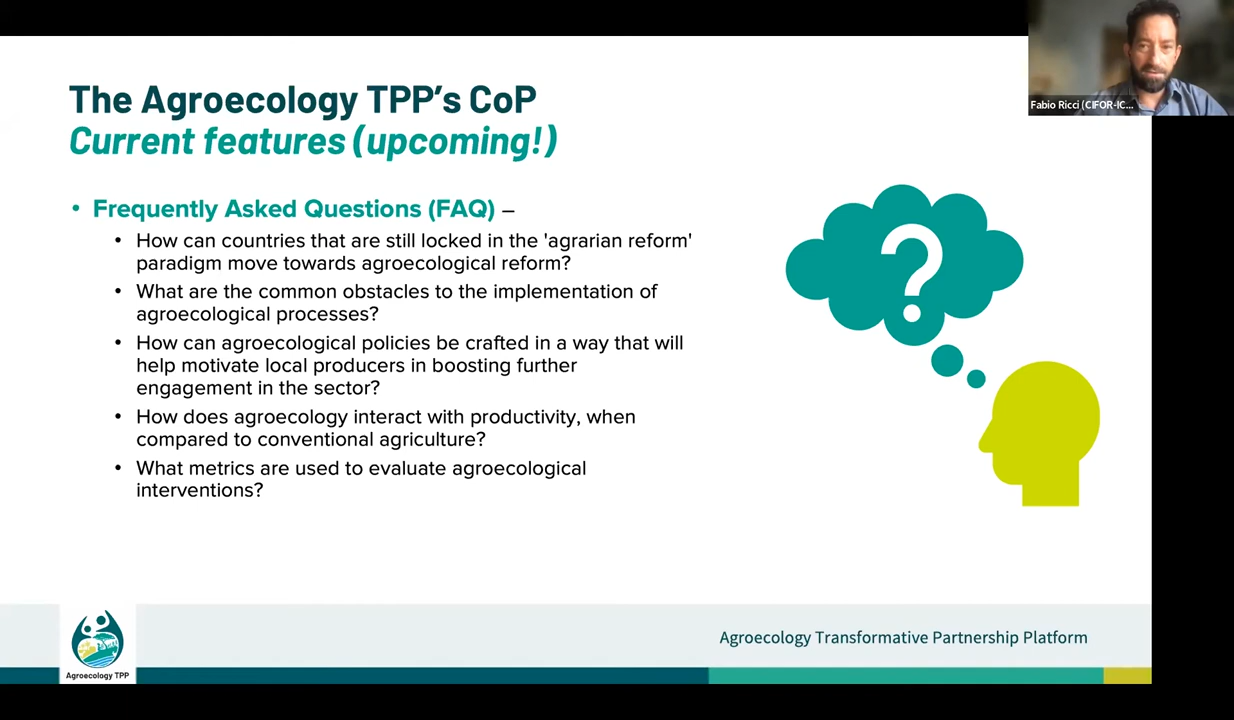 The Agroecology TPP's CoP
Current features (upcoming!)
Fabio Ricci (CIFOR-IC...
• Frequently Asked Questions (FAQ) –
• How can countries that are still locked in the 'agrarian reform'
paradigm move towards agroecological reform?
• What are the common obstacles to the implementation of
agroecological processes?
• How can agroecological policies be crafted in a way that will
help motivate local producers in boosting further
engagement in the sector?
• How does agroecology interact with productivity, when
compared to conventional agriculture?
• What metrics are used to evaluate agroecological
interventions?
?
Agroecology TPP
Agroecology Transformative Partnership Platform